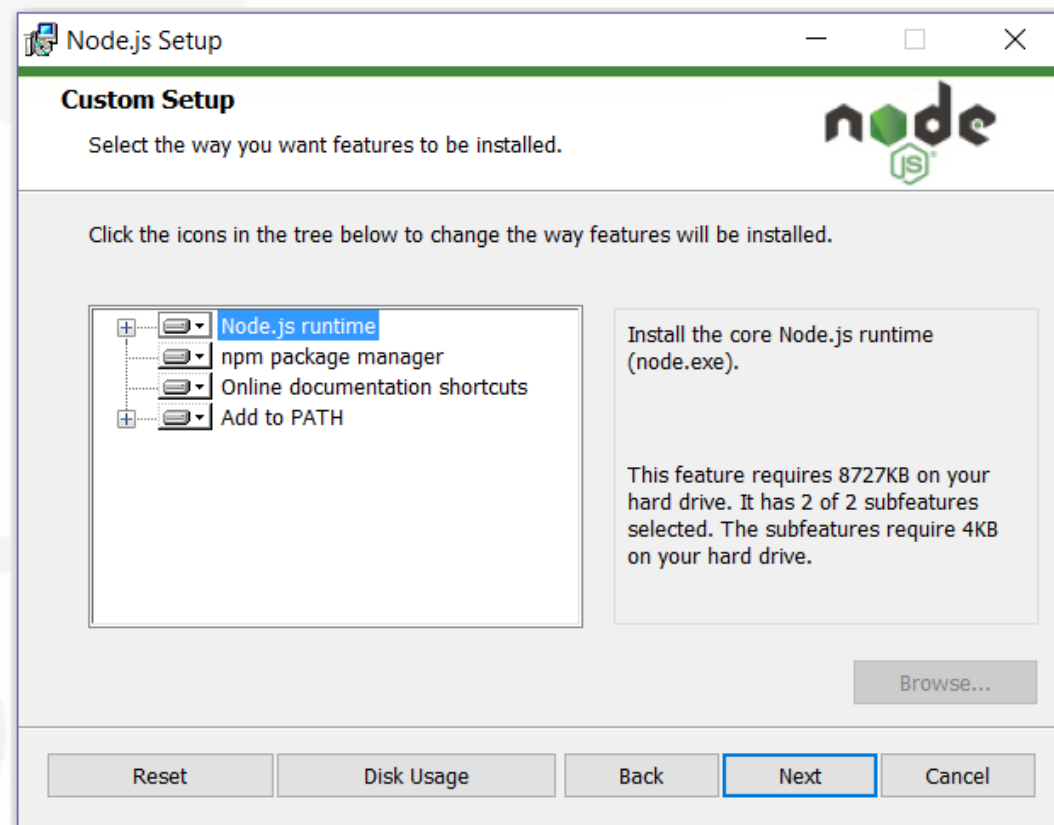 Node.js Setup
Custom Setup
Select the way you want features to be installed.
node
JS
Click the icons in the tree below to change the way features will be installed.
Node.js runtime
npm package manager
Online documentation shortcuts
Add to PATH
Install the core Node.js runtime
(node.exe).
This feature requires 8727KB on your
hard drive. It has 2 of 2 subfeatures
selected. The subfeatures require 4KB
on your hard drive.
Browse...
Reset
Disk Usage
Back
Next
Cancel